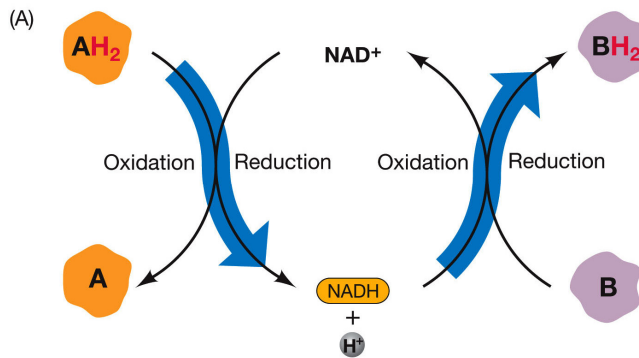 (A)
AH₂ NAD⁺ BH₂
Oxidation Reduction Oxidation Reduction
A NADH B
+
H⁺